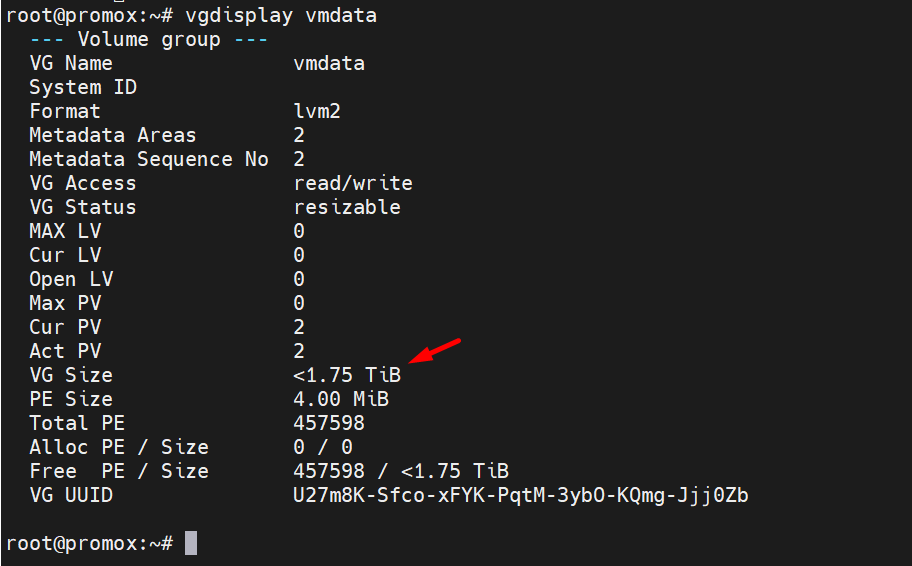 root@promox:~# vgdisplay vmdata
--- Volume group ---
VG Name vmdata
System ID
Format lvm2
Metadata Areas 2
Metadata Sequence No 2
VG Access read/write
VG Status resizable
MAX LV 0
Cur LV 0
Open LV 0
Max PV 0
Cur PV 2
Act PV 2
VG Size <1.75 TiB
PE Size 4.00 MiB
Total PE 457598
Alloc PE / Size 0 / 0
Free PE / Size 457598 / <1.75 TiB
VG UUID U27m8K-Sfco-xFYK-PqtM-3ybO-KQmg-Jjj0Zb
root@promox:~#